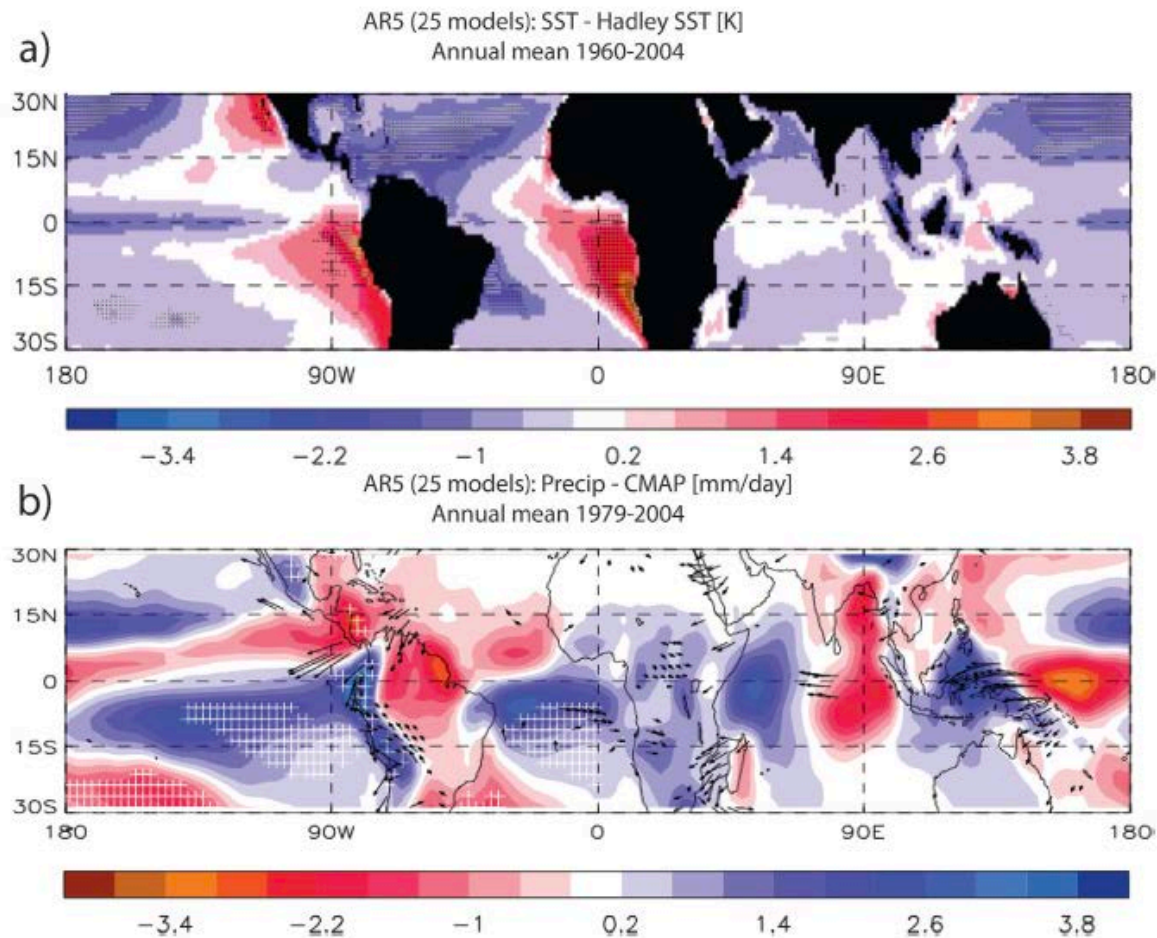 AR5 (25 models): SST - Hadley SST [K]
Annual mean 1960-2004
a)
30N
15N
0
15S
30S
180 90W 0 90E 180
−3.4 −2.2 −1 0.2 1.4 2.6 3.8
AR5 (25 models): Precip - CMAP [mm/day]
Annual mean 1979-2004
b)
30N
15N
0
15S
30S
180 90W 0 90E 180
−3.4 −2.2 −1 0.2 1.4 2.6 3.8